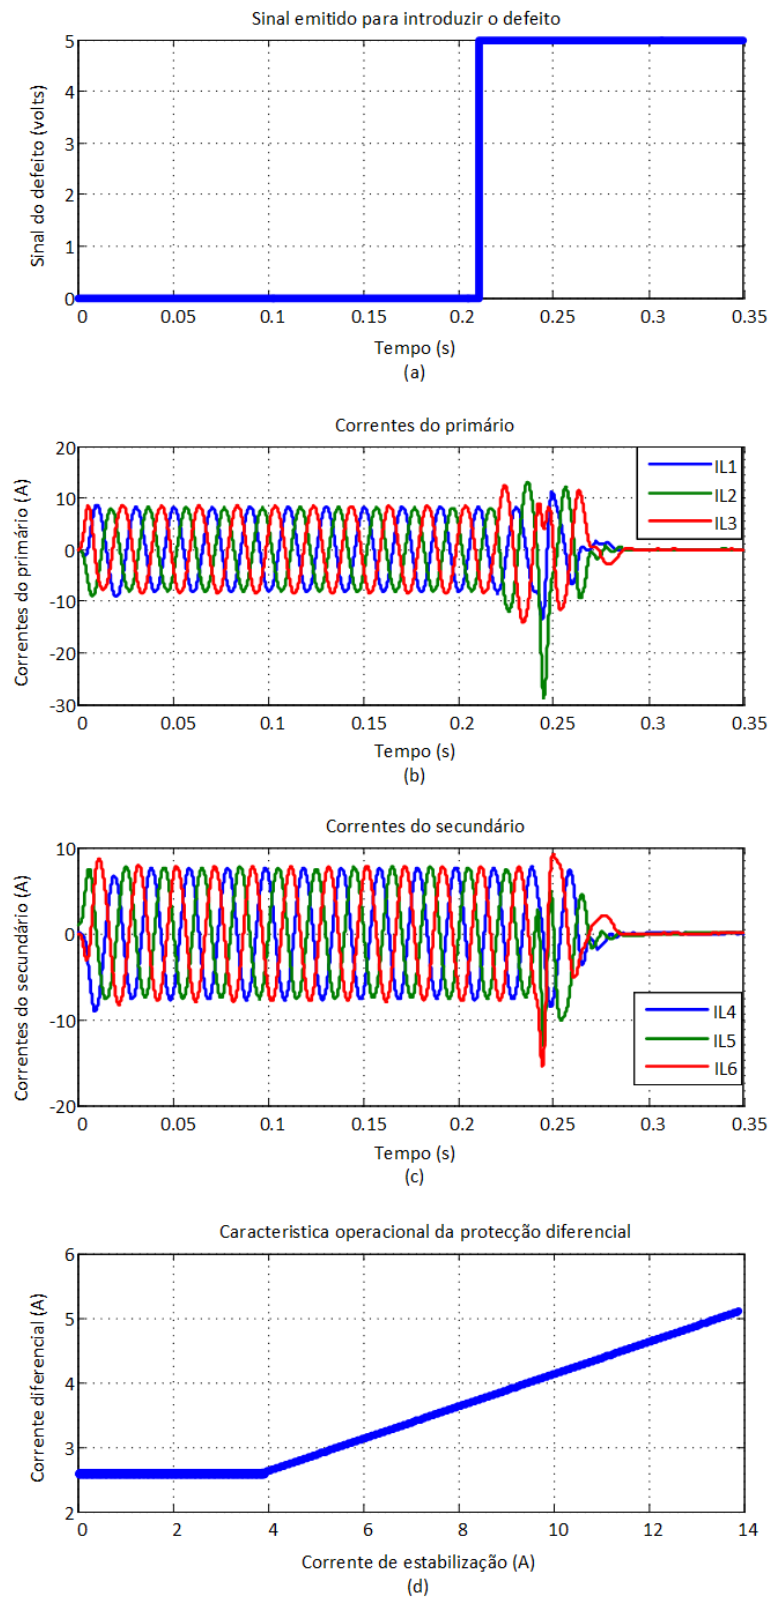 Sinal emitido para introduzir o defeito
Sinal do defeito (volts)
5
4
3
2
1
0
0 0.05 0.1 0.15 0.2 0.25 0.3 0.35
Tempo (s)
(a)
Correntes do primário
Correntes do primário (A)
20
10
0
-10
-20
-30
IL1
IL2
IL3
0 0.05 0.1 0.15 0.2 0.25 0.3 0.35
Tempo (s)
(b)
Correntes do secundário
Correntes do secundário (A)
10
0
-10
-20
IL4
IL5
IL6
0 0.05 0.1 0.15 0.2 0.25 0.3 0.35
Tempo (s)
(c)
Caracteristica operacional da protecção diferencial
Corrente diferencial (A)
6
5
4
3
2
0 2 4 6 8 10 12 14
Corrente de estabilização (A)
(d)